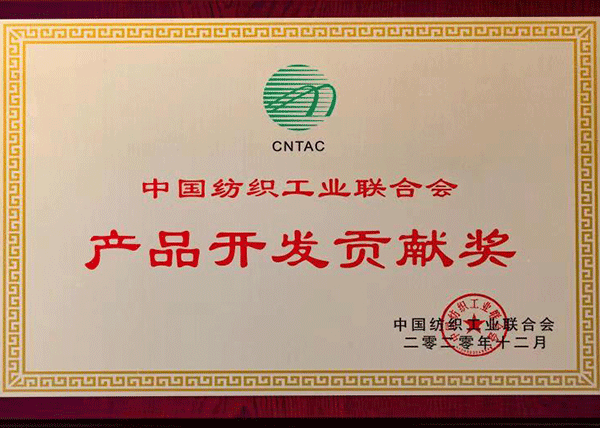 CNTAC
中国纺织工业联合会
产品开发贡献奖
中国纺织工业联合会
二零二零年十二月